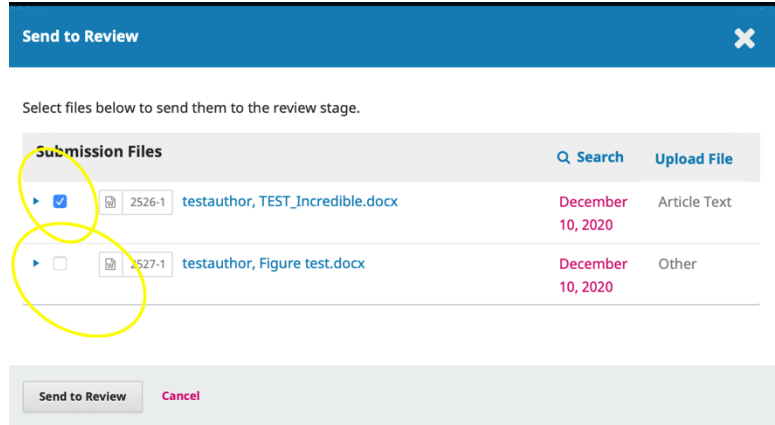 Send to Review
Select files below to send them to the review stage.
Submission Files
Search
Upload File
2526-1
testauthor, TEST_Incredible.docx
December
10, 2020
Article Text
2527-1
testauthor, Figure test.docx
December
10, 2020
Other
Send to Review
Cancel